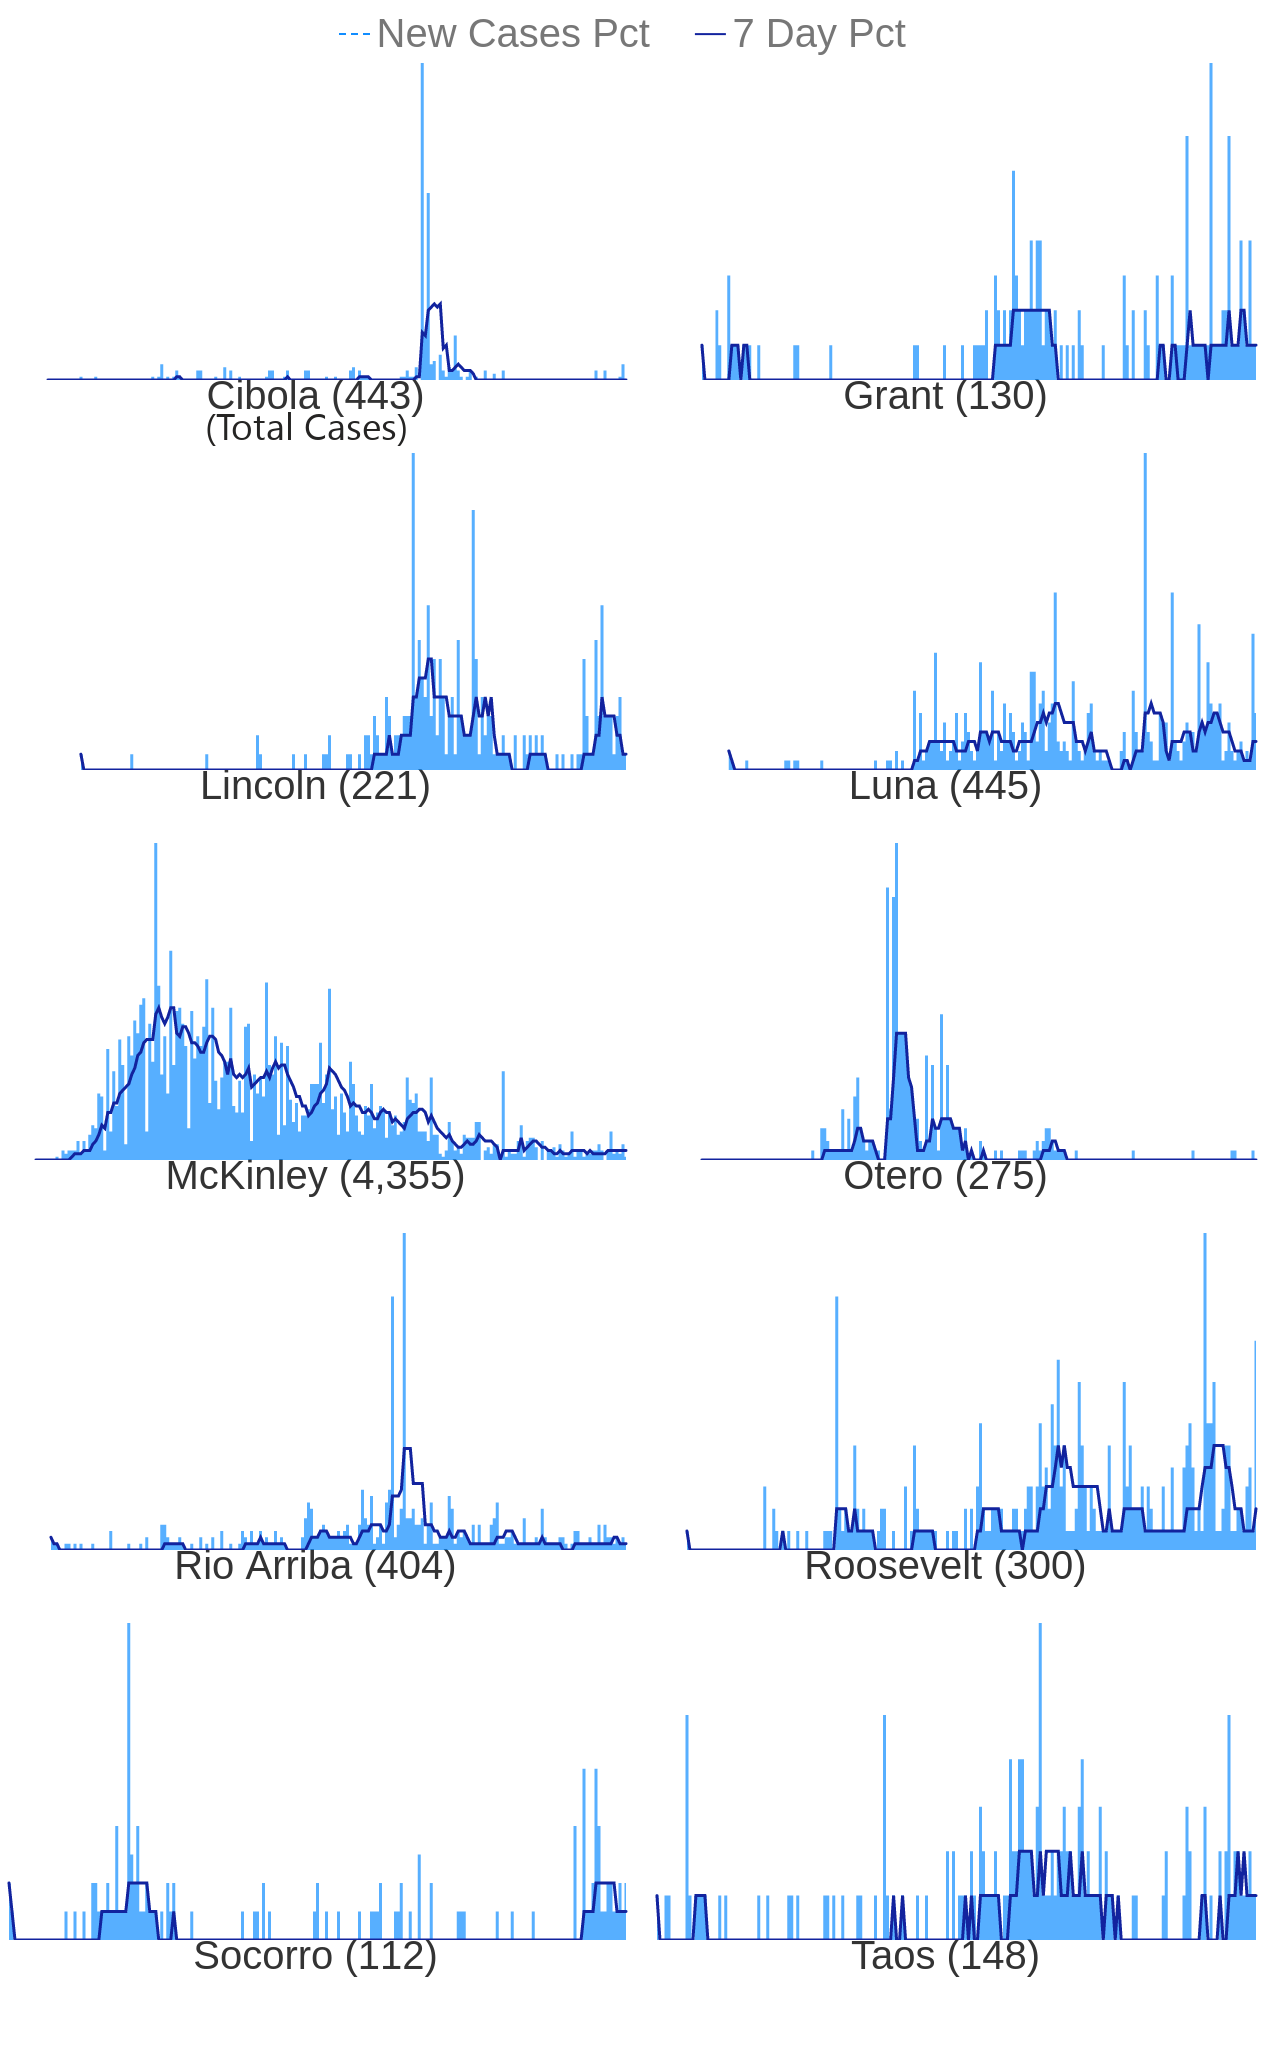 New Cases Pct 7 Day Pct
Cibola (443) Grant (130)
(Total Cases)
Lincoln (221) Luna (445)
McKinley (4,355) Otero (275)
Rio Arriba (404) Roosevelt (300)
Socorro (112) Taos (148)